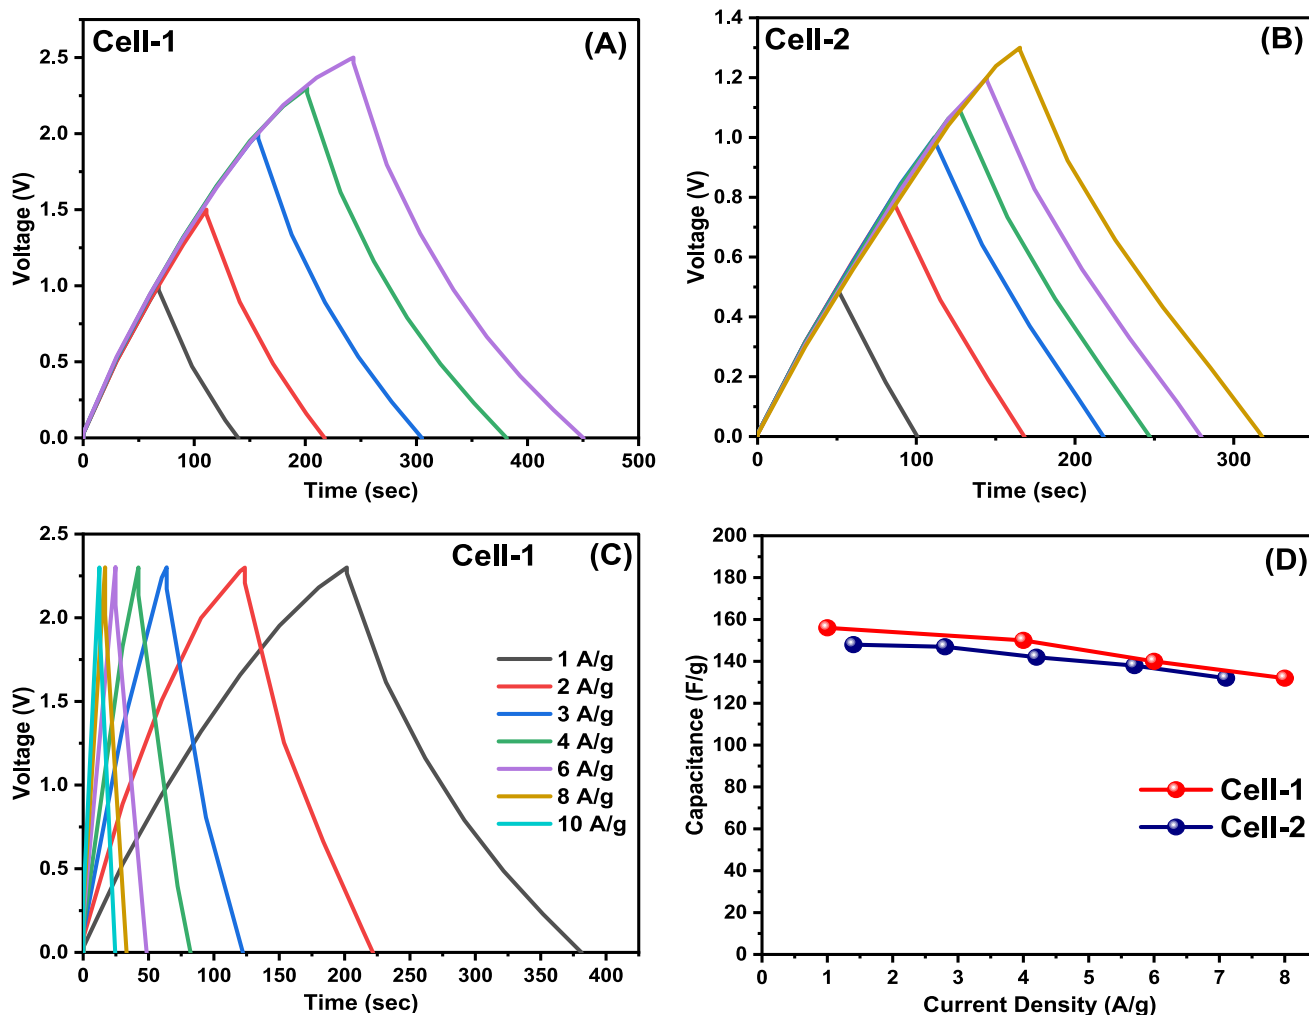 Cell-1
(A)
2.5
2.0
1.5
1.0
0.5
0.0
Voltage (V)
0 100 200 300 400 500
Time (sec)
Cell-2
(B)
1.4
1.2
1.0
0.8
0.6
0.4
0.2
0.0
Voltage (V)
0 100 200 300
Time (sec)
Cell-1
(C)
2.5
2.0
1.5
1.0
0.5
0.0
Voltage (V)
1 A/g
2 A/g
3 A/g
4 A/g
6 A/g
8 A/g
10 A/g
0 50 100 150 200 250 300 350 400
Time (sec)
(D)
200
180
160
140
120
100
80
60
40
20
0
Capacitance (F/g)
Cell-1
Cell-2
0 1 2 3 4 5 6 7 8
Current Density (A/g)